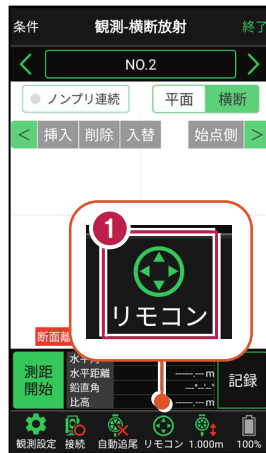 条件 観測-横断放射 終了
< NO.2 >
ノンプリ連続 平面 横断
< 挿入 削除 入替 始点側 >
1
リモコン
断面離
測距開始
水平角
水平距離 -----.--- m
鉛直角 ---°--'--"
比高 -----.--- m
記録
観測設定 接続 自動追尾 リモコン 1.000m 100%